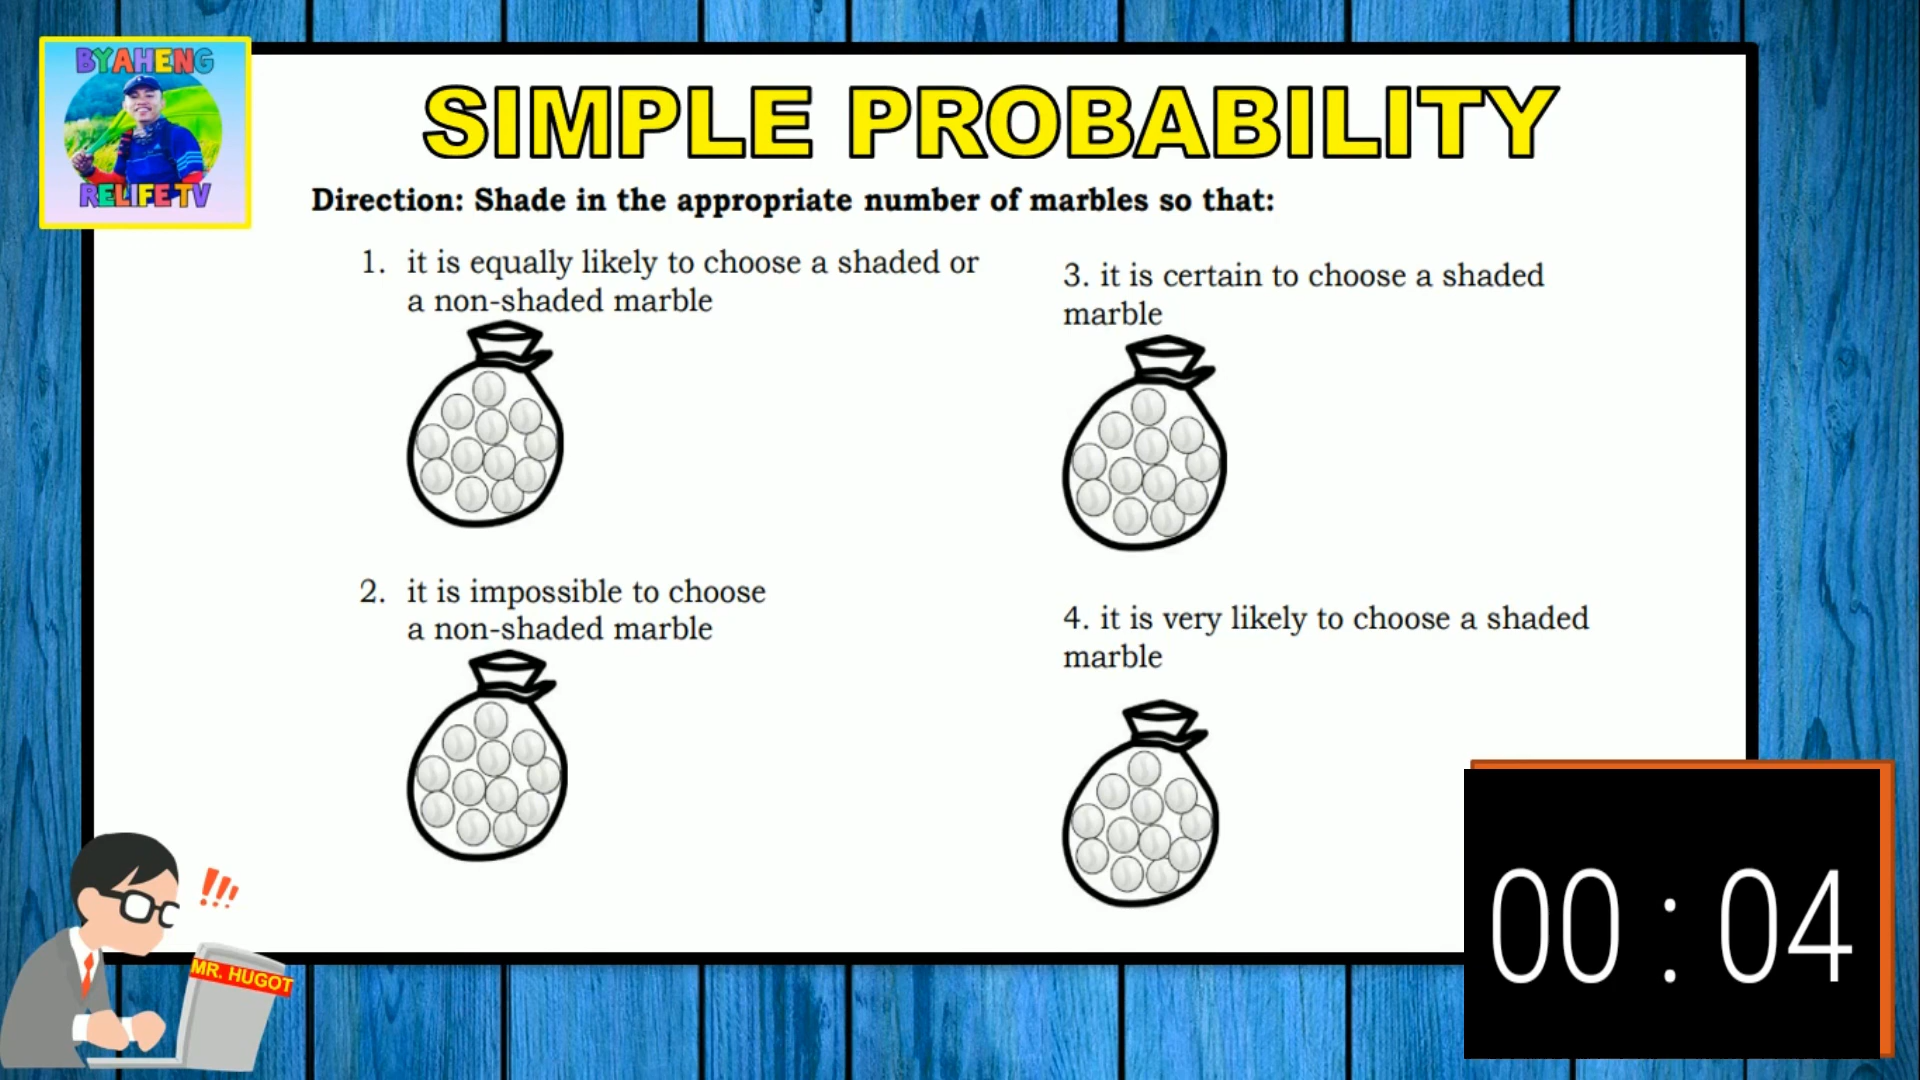 BYAHENG
RELIFE TV
SIMPLE PROBABILITY
Direction: Shade in the appropriate number of marbles so that:
1. it is equally likely to choose a shaded or
a non-shaded marble
2. it is impossible to choose
a non-shaded marble
3. it is certain to choose a shaded
marble
4. it is very likely to choose a shaded
marble
!!!
MR. HUGOT
00 : 04